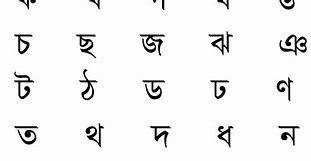 চ ছ জ ঝ ঞ
ট ঠ ড ঢ ণ
ত থ দ ধ ন